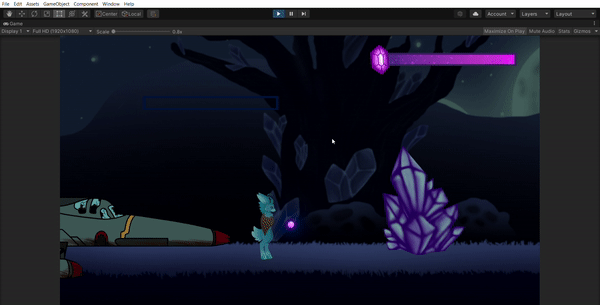 File Edit Assets GameObject Component Window Help
Center Local Account Layers Layout
Game
Display 1 Full HD (1920x1080) Scale 0.8x Maximize On Play Mute Audio Stats Gizmos